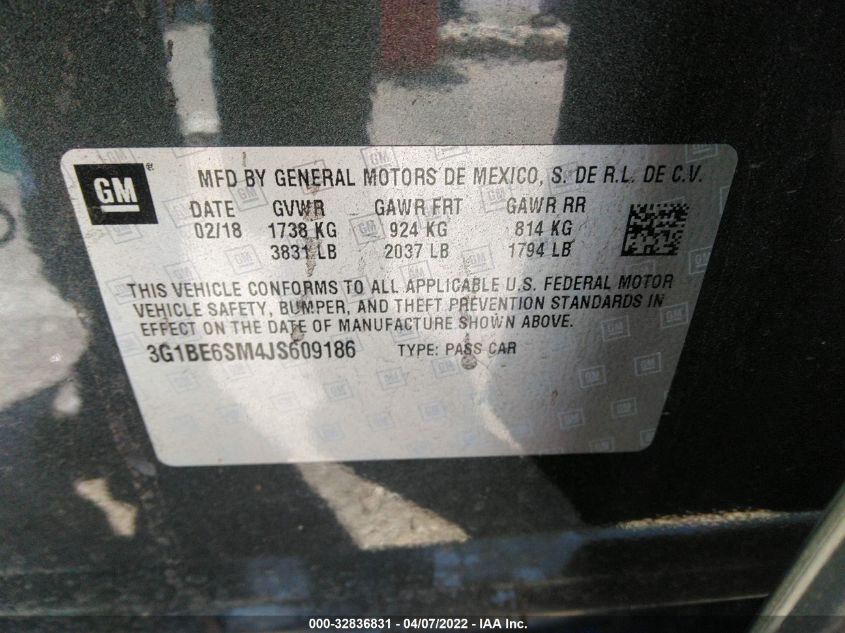 GM ®
MFD BY GENERAL MOTORS DE MEXICO, S. DE R.L. DE C.V.
DATE GVWR GAWR FRT GAWR RR
02/18 1738 KG 924 KG 814 KG
3831 LB 2037 LB 1794 LB
THIS VEHICLE CONFORMS TO ALL APPLICABLE U.S. FEDERAL MOTOR
VEHICLE SAFETY, BUMPER, AND THEFT PREVENTION STANDARDS IN
EFFECT ON THE DATE OF MANUFACTURE SHOWN ABOVE.
3G1BE6SM4JS609186 TYPE: PASS CAR
000-32836831 - 04/07/2022 - © IAA Inc.